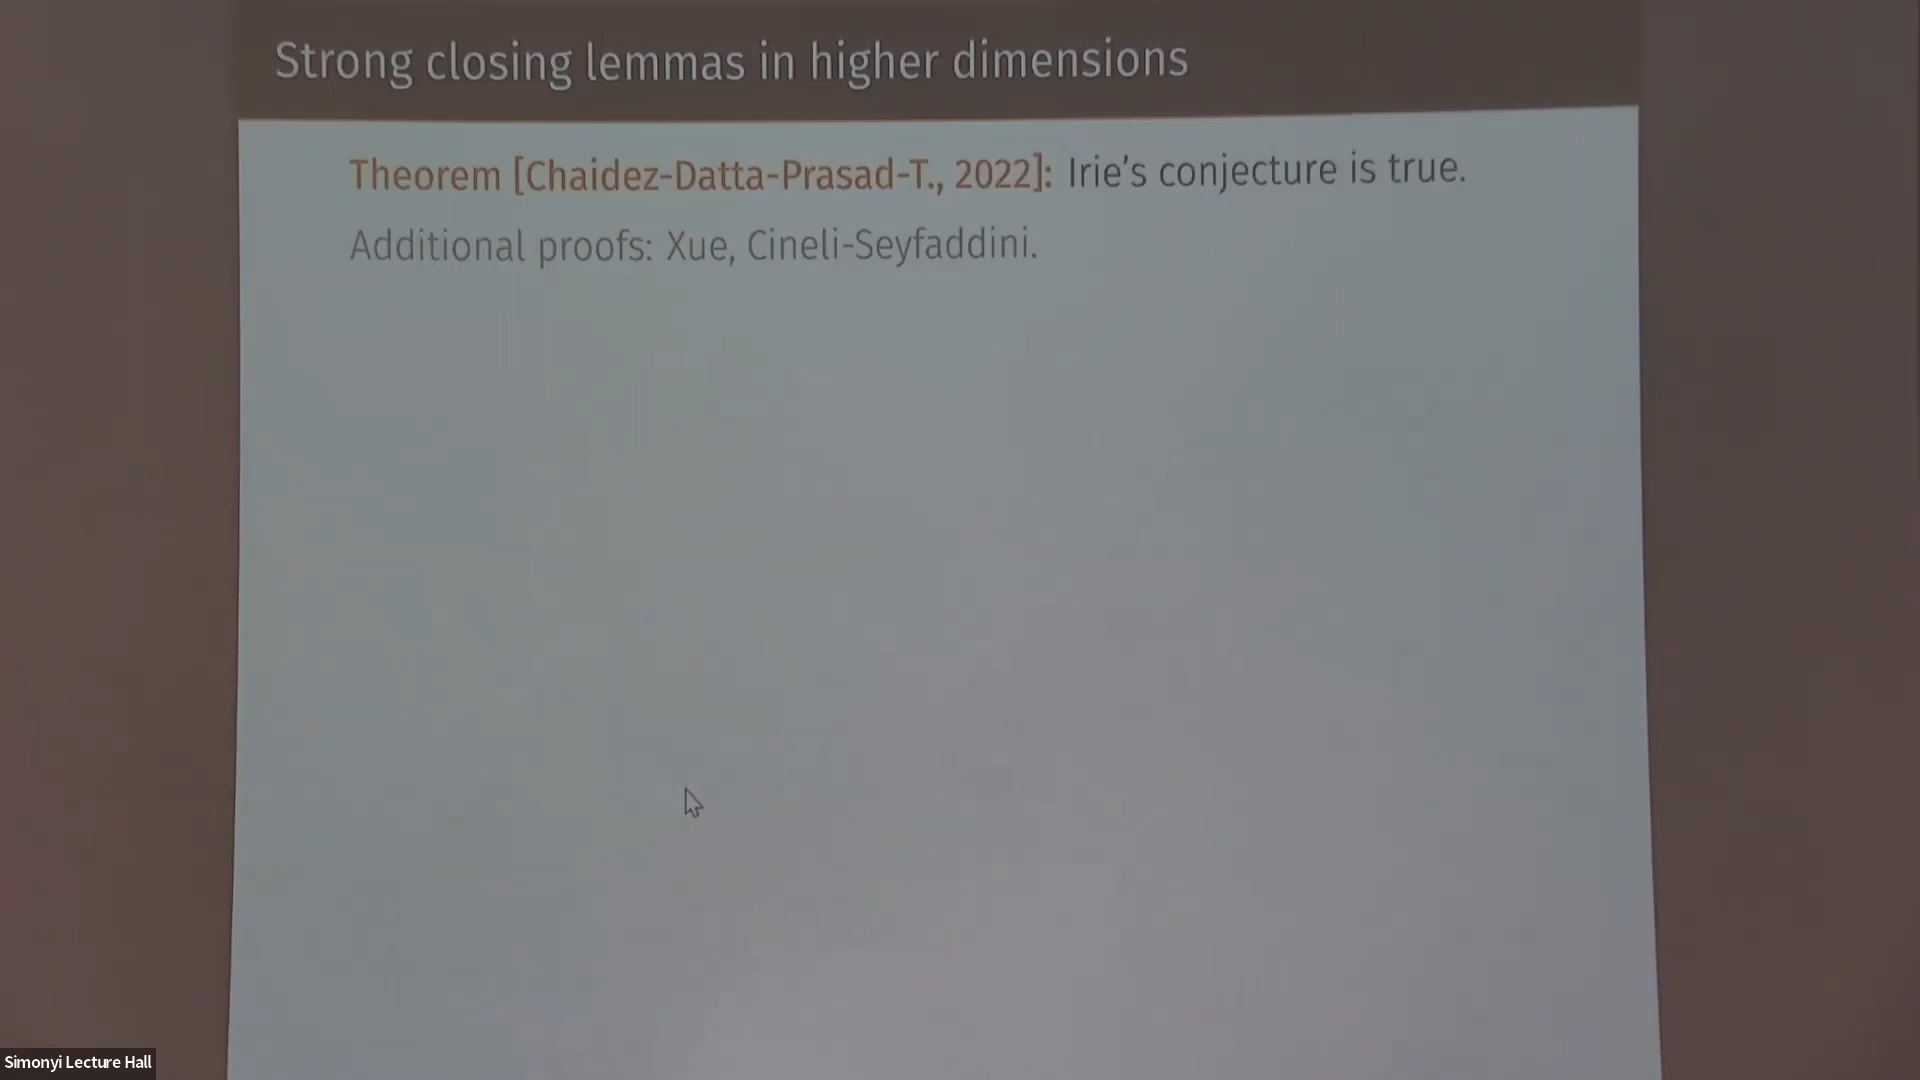 Strong closing lemmas in higher dimensions
Theorem [Chaidez-Datta-Prasad-T., 2022]: Irie's conjecture is true.
Additional proofs: Xue, Cineli-Seyfaddini.
Simonyi Lecture Hall